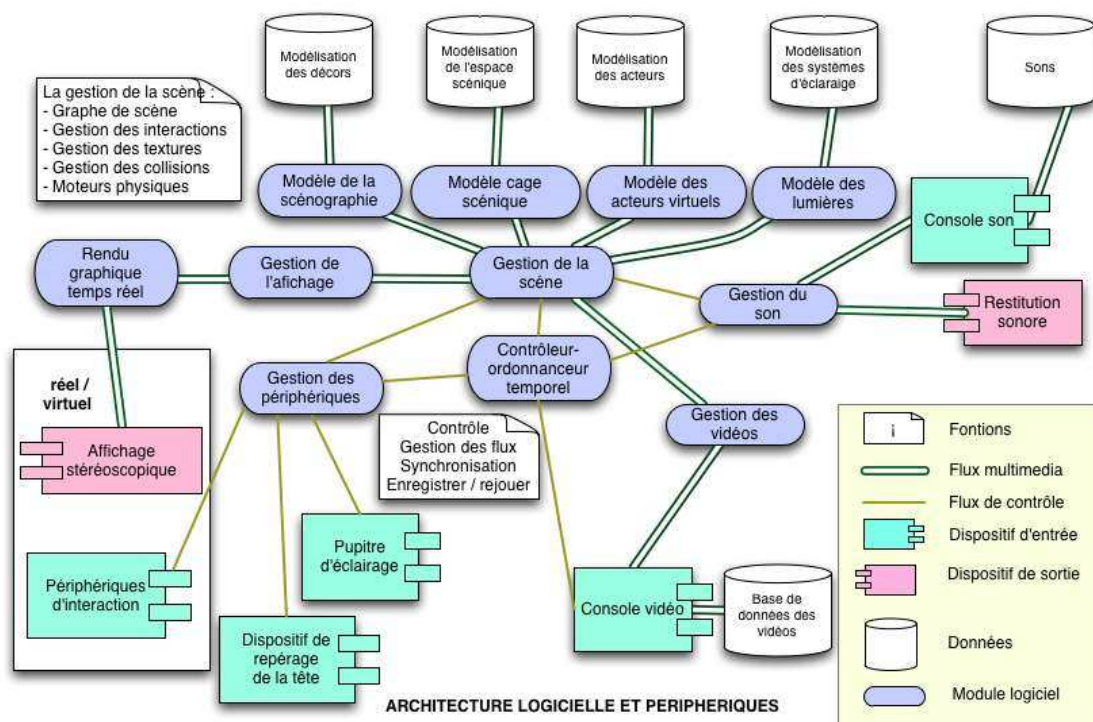 Modélisation
des décors
Modélisation
de l'espace
scénique
Modélisation
des acteurs
Modélisation
des systèmes
d'éclaraige
Sons
La gestion de la scène :
- Graphe de scène
- Gestion des interactions
- Gestion des textures
- Gestion des collisions
- Moteurs physiques
Modèle de la
scénographie
Modèle cage
scénique
Modèle des
acteurs virtuels
Modèle des
lumières
Console son
Rendu
graphique
temps réel
Gestion de
l'afichage
Gestion de la
scène
Gestion du
son
Restitution
sonore
réel /
virtuel
Gestion des
périphériques
Contrôleur-
ordonnanceur
temporel
Gestion des
vidéos
Affichage
stéréoscopique
Contrôle
Gestion des flux
Synchronisation
Enregistrer / rejouer
Périphériques
d'interaction
Pupitre
d'éclairage
Dispositif de
repérage
de la tête
Console vidéo
Base de
données des
vidéos
i
Fontions
Flux multimedia
Flux de contrôle
Dispositif d'entrée
Dispositif de sortie
Données
Module logiciel
ARCHITECTURE LOGICIELLE ET PERIPHERIQUES